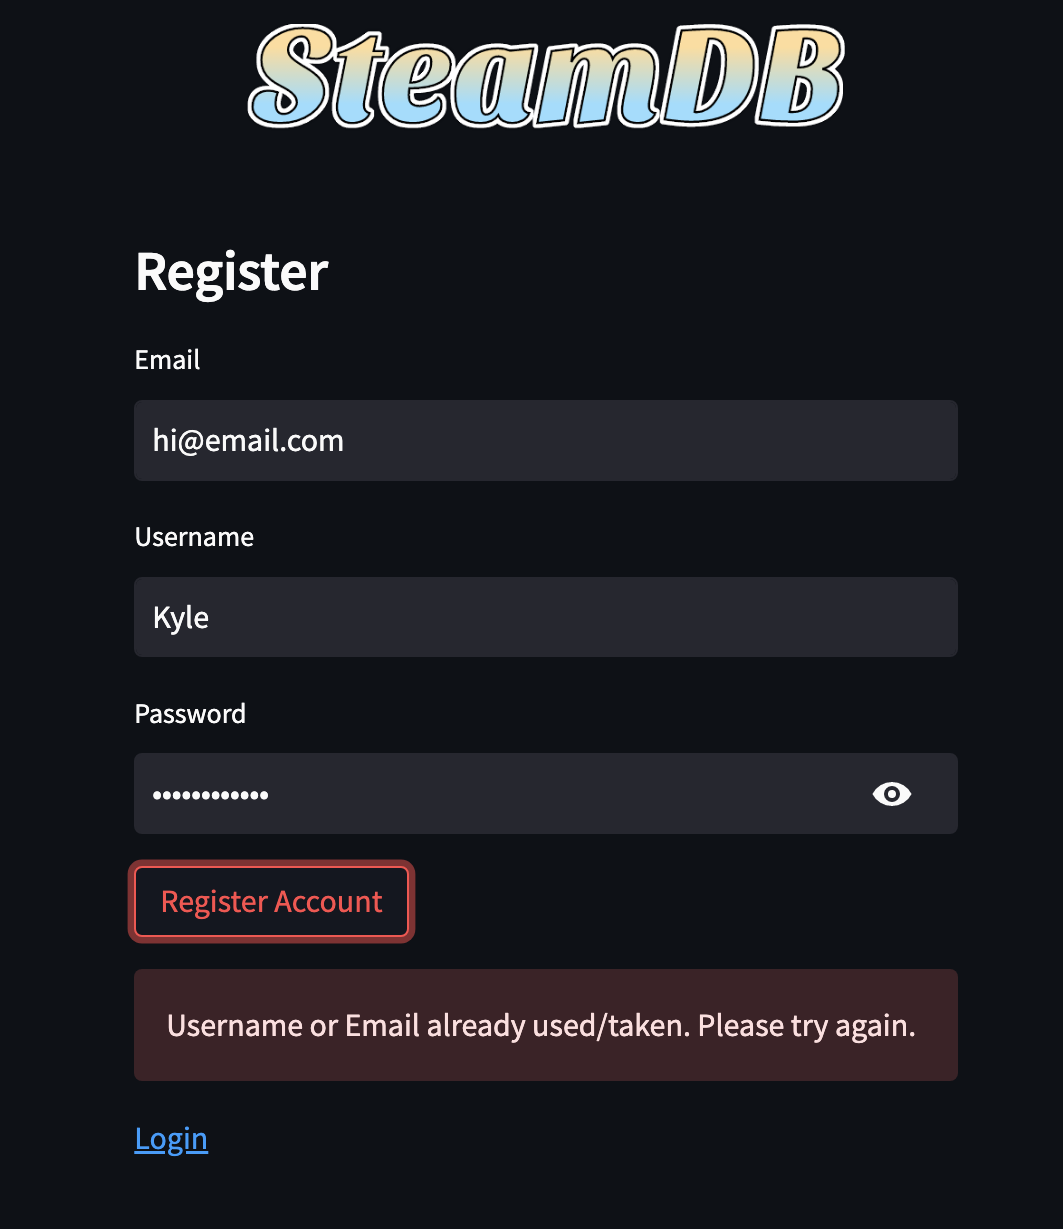 SteamDB
Register
Email
hi@email.com
Username
Kyle
Password
••••••••••••
Register Account
Username or Email already used/taken. Please try again.
Login